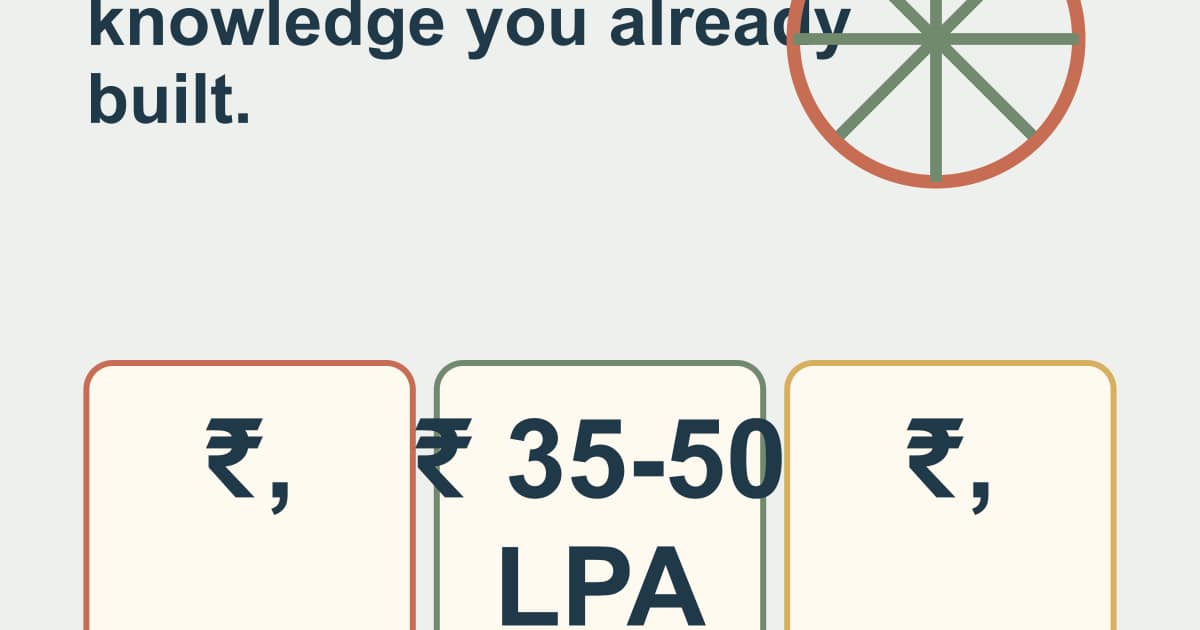 knowledge you already
built.
₹,
₹ 35-50
LPA
₹,